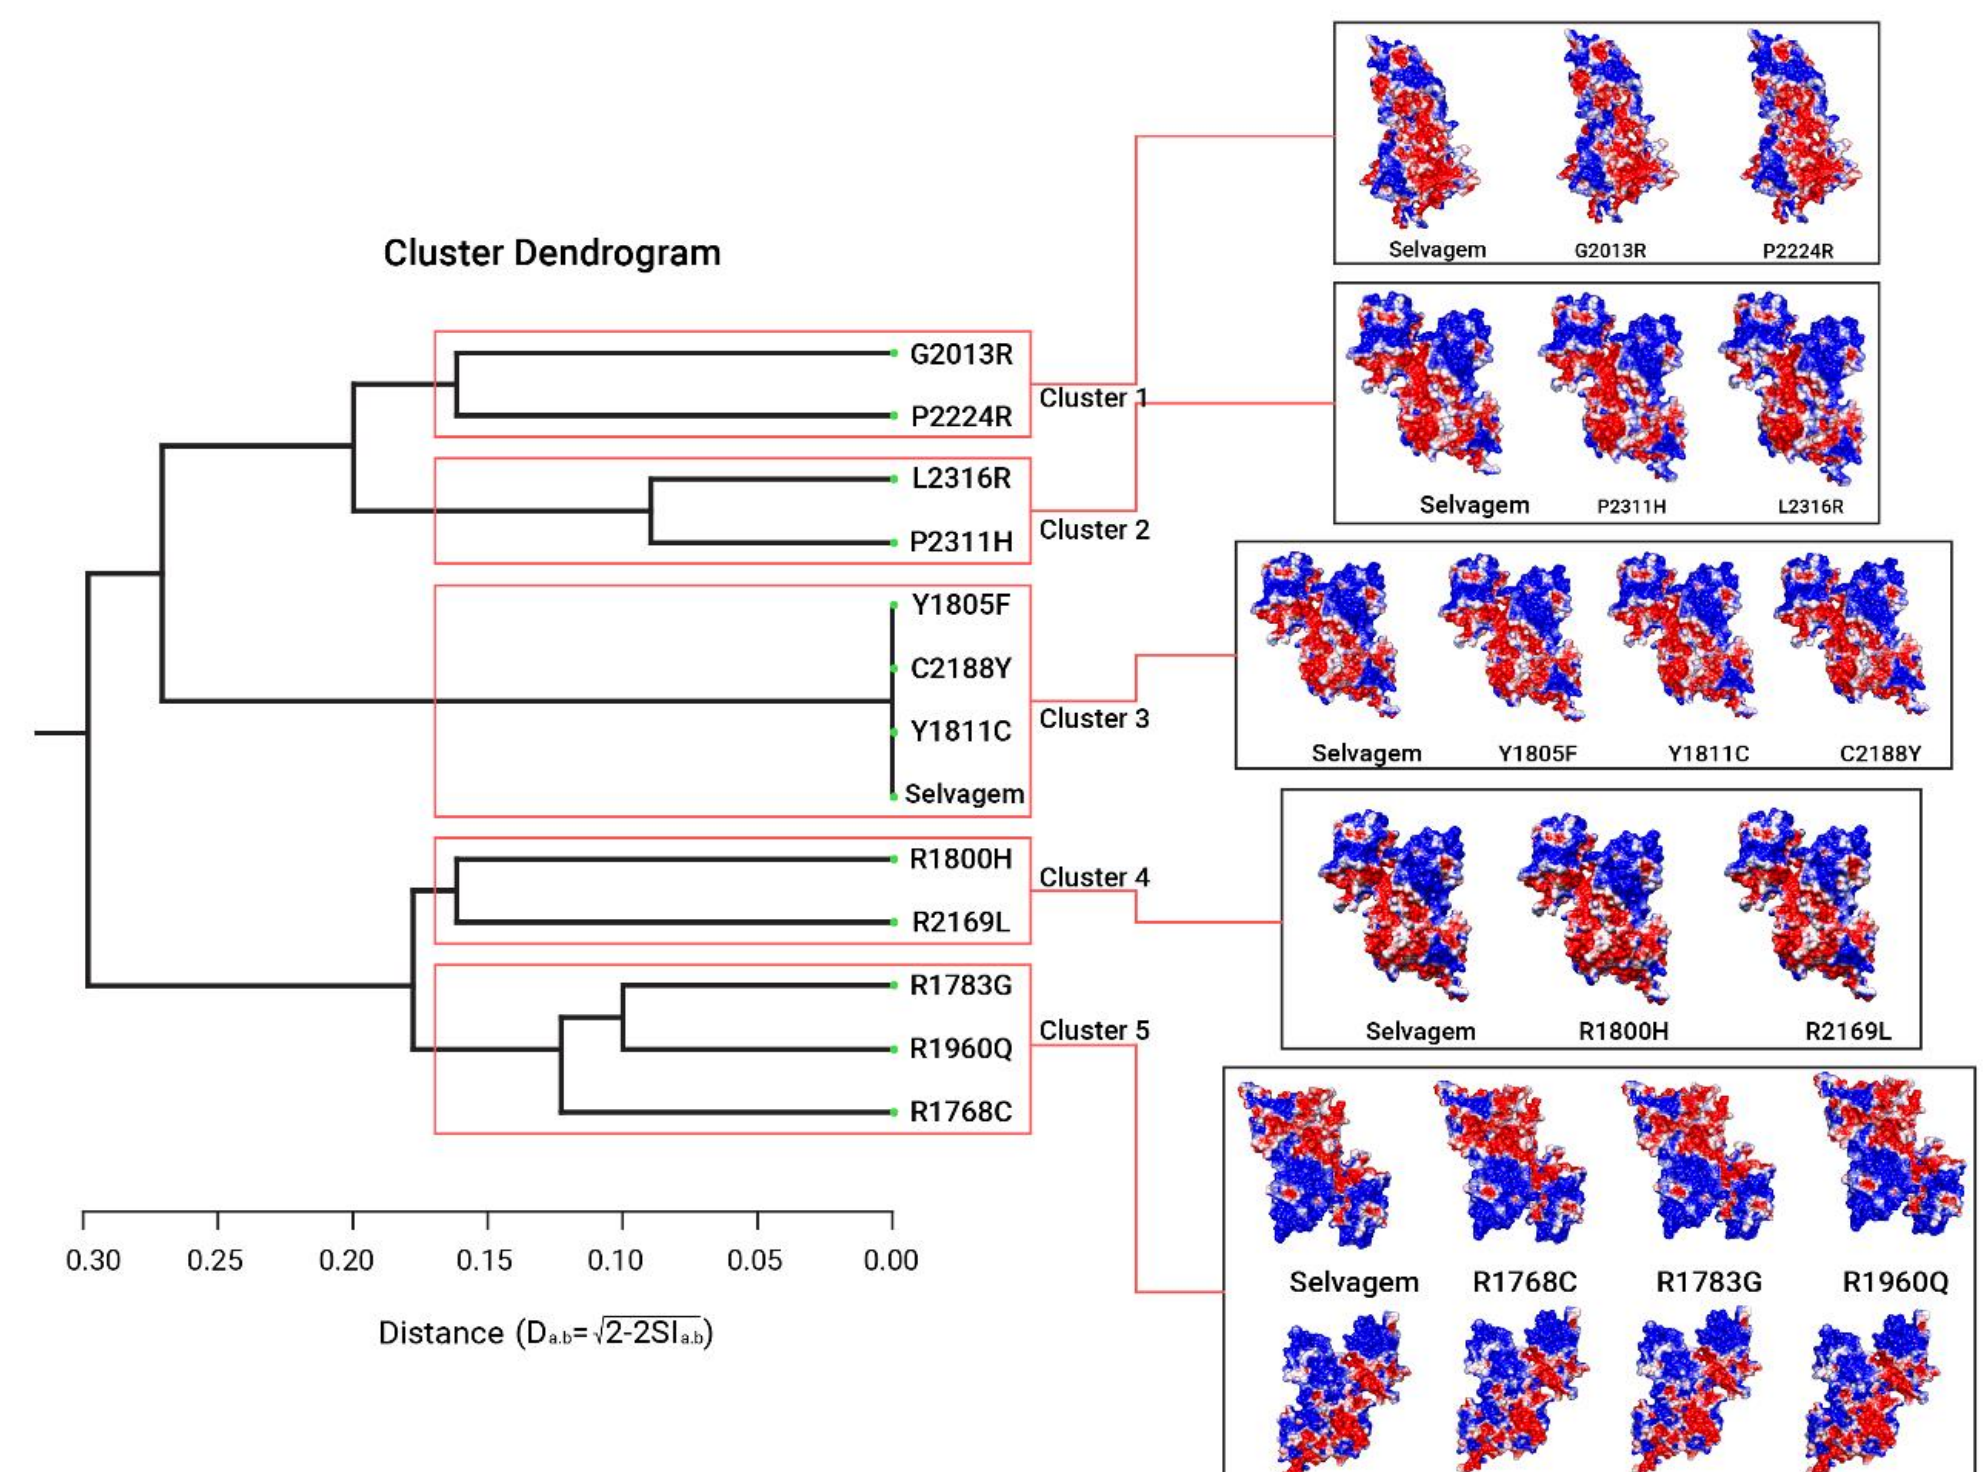 Cluster Dendrogram
G2013R
P2224R
L2316R
P2311H
Y1805F
C2188Y
Y1811C
Selvagem
R1800H
R2169L
R1783G
R1960Q
R1768C
Cluster 1
Cluster 2
Cluster 3
Cluster 4
Cluster 5
0.30 0.25 0.20 0.15 0.10 0.05 0.00
Distance (Da.b=√2-2SIa.b)
Selvagem G2013R P2224R
Selvagem P2311H L2316R
Selvagem Y1805F Y1811C C2188Y
Selvagem R1800H R2169L
Selvagem R1768C R1783G R1960Q